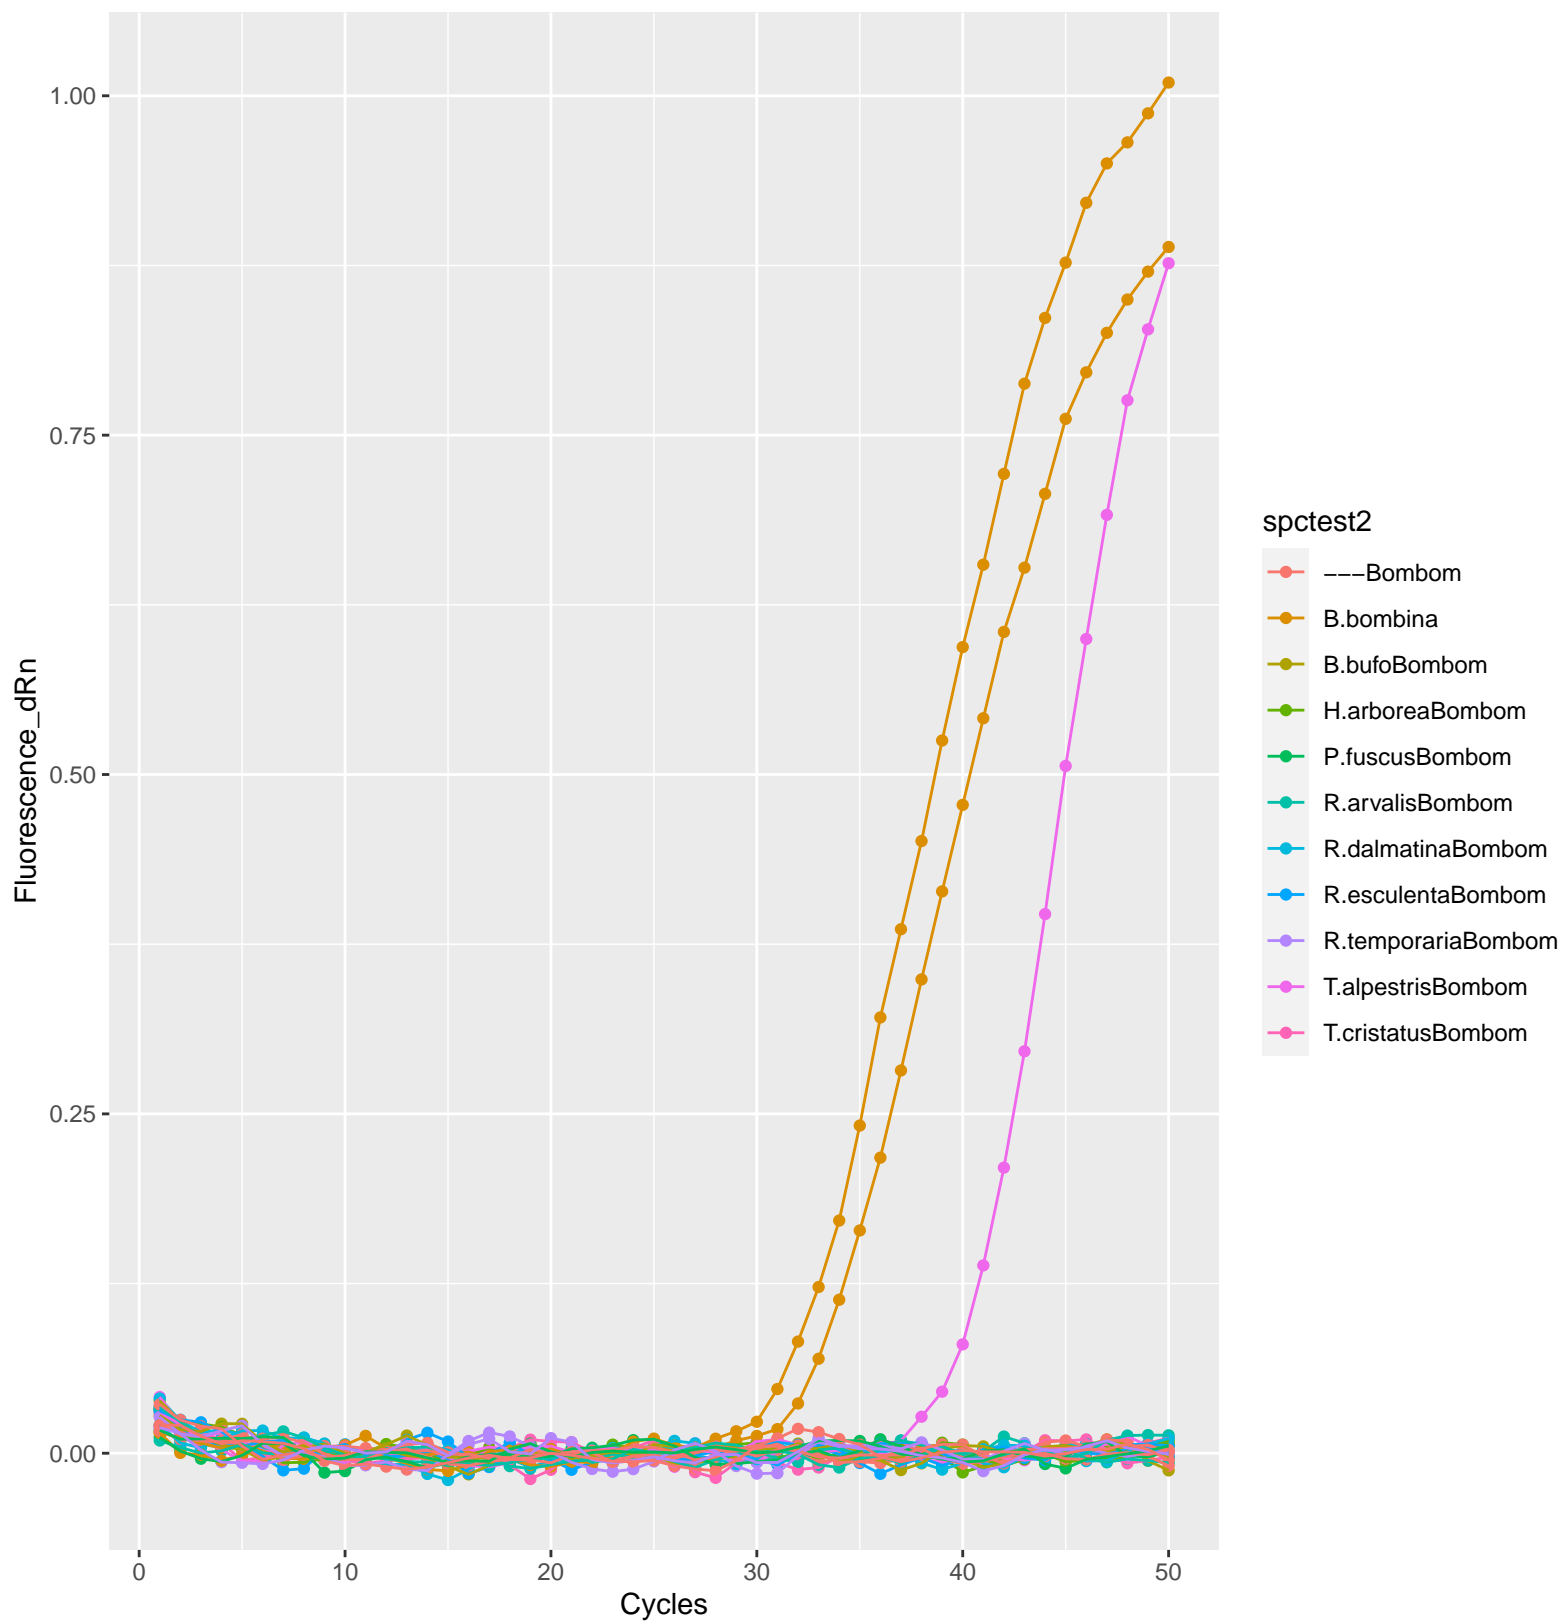 1.00
0.75
0.50
0.25
0.00
Fluorescence_dRn
0
10
20
30
40
50
Cycles
spctest2
−−−Bombom
B.bombina
B.bufoBombom
H.arboreaBombom
P.fuscusBombom
R.arvalisBombom
R.dalmatinaBombom
R.esculentaBombom
R.temporariaBombom
T.alpestrisBombom
T.cristatusBombom